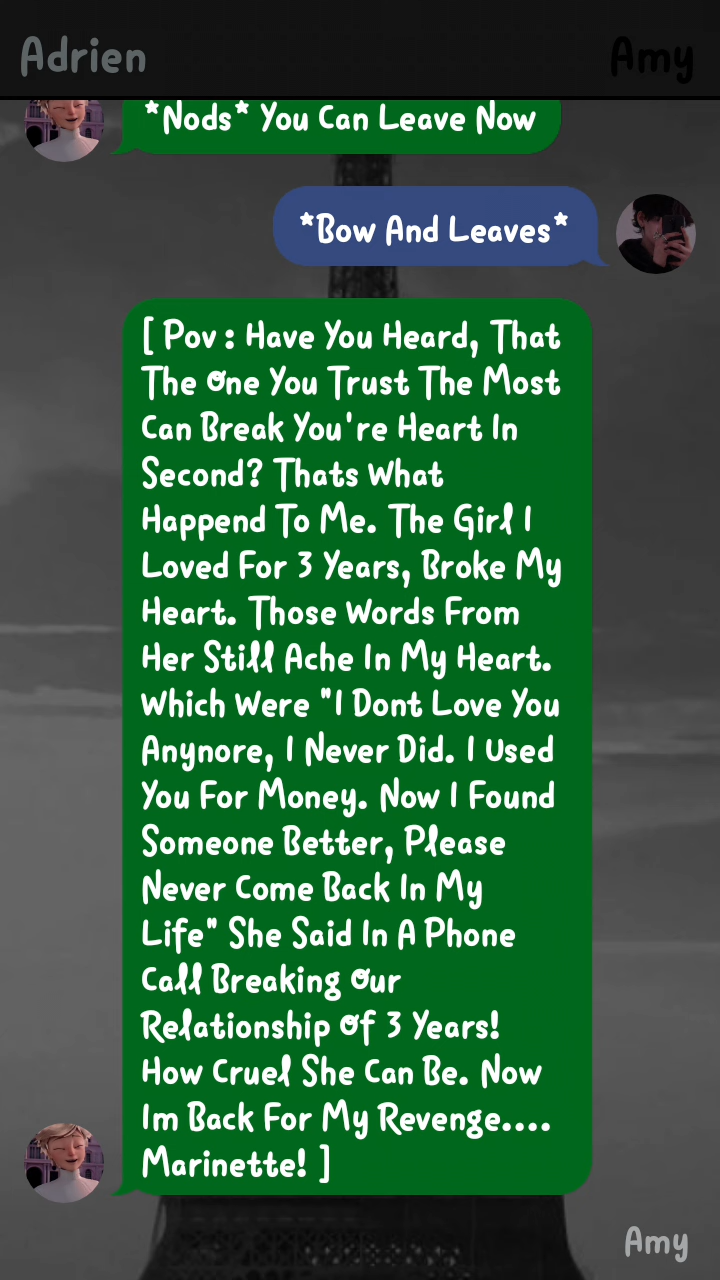 Adrien
Amy
*Nods* You Can Leave Now
*Bow And Leaves*
[ Pov : Have You Heard, That
The One You Trust The Most
Can Break You're Heart In
Second? Thats What
Happend To Me. The Girl I
Loved For 3 Years, Broke My
Heart. Those Words From
Her Still Ache In My Heart.
Which Were "I Dont Love You
Anynore, I Never Did. I Used
You For Money. Now I Found
Someone Better, Please
Never Come Back In My
Life" She Said In A Phone
Call Breaking Our
Relationship Of 3 Years!
How Cruel She Can Be. Now
Im Back For My Revenge....
Marinette! ]
Amy